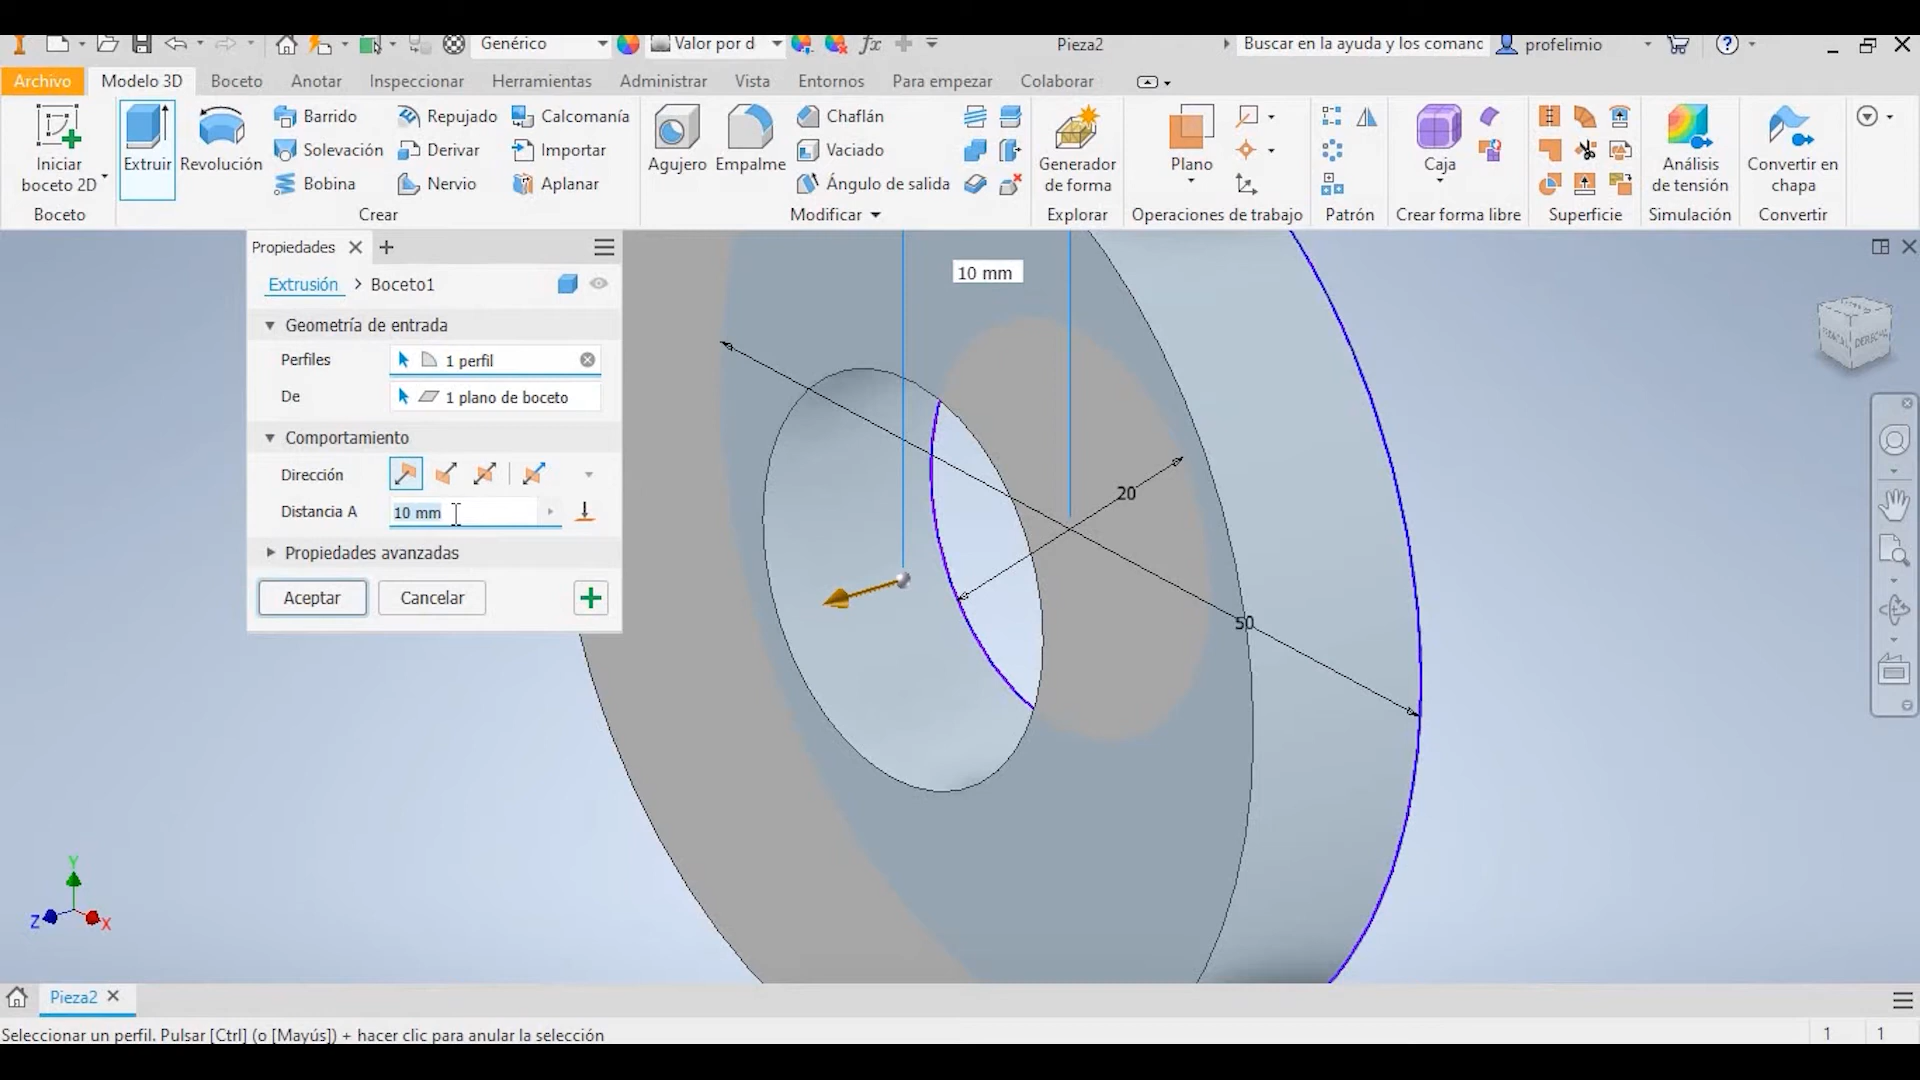 Genérico
Valor por d
Pieza2
Buscar en la ayuda y los comanc
profelimio
Archivo
Modelo 3D
Boceto
Anotar
Inspeccionar
Herramientas
Administrar
Vista
Entornos
Para empezar
Colaborar
Iniciar
boceto 2D
Boceto
Extruir
Revolución
Barrido
Solevación
Bobina
Repujado
Derivar
Nervio
Calcomanía
Importar
Aplanar
Crear
Agujero
Empalme
Chaflán
Vaciado
Ángulo de salida
Modificar
Generador
de forma
Explorar
Plano
Operaciones de trabajo
Patrón
Caja
Crear forma libre
Superficie
Análisis
de tensión
Simulación
Convertir en
chapa
Convertir
Propiedades
Extrusión > Boceto1
Geometría de entrada
Perfiles
1 perfil
De
1 plano de boceto
Comportamiento
Dirección
Distancia A
10 mm
Propiedades avanzadas
Aceptar
Cancelar
10 mm
20
50
DERECHA
Y
Z
X
Pieza2
Seleccionar un perfil. Pulsar [Ctrl] (o [Mayús]) + hacer clic para anular la selección
1
1